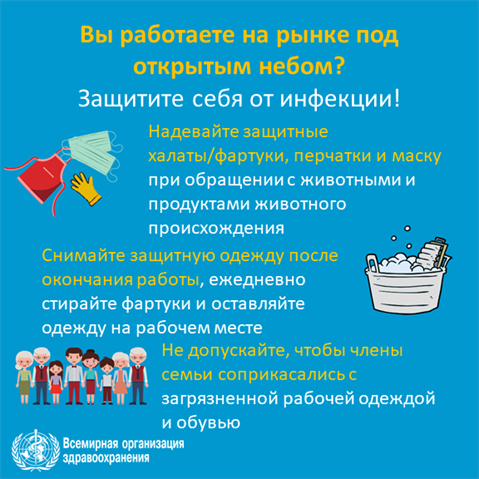 Вы работаете на рынке под
открытым небом?
Защитите себя от инфекции!
Надевайте защитные
халаты/фартуки, перчатки и маску
при обращении с животными и
продуктами животного
происхождения
Снимайте защитную одежду после
окончания работы, ежедневно
стирайте фартуки и оставляйте
одежду на рабочем месте
Не допускайте, чтобы члены
семьи соприкасались с
загрязненной рабочей одеждой
и обувью
Всемирная организация
здравоохранения